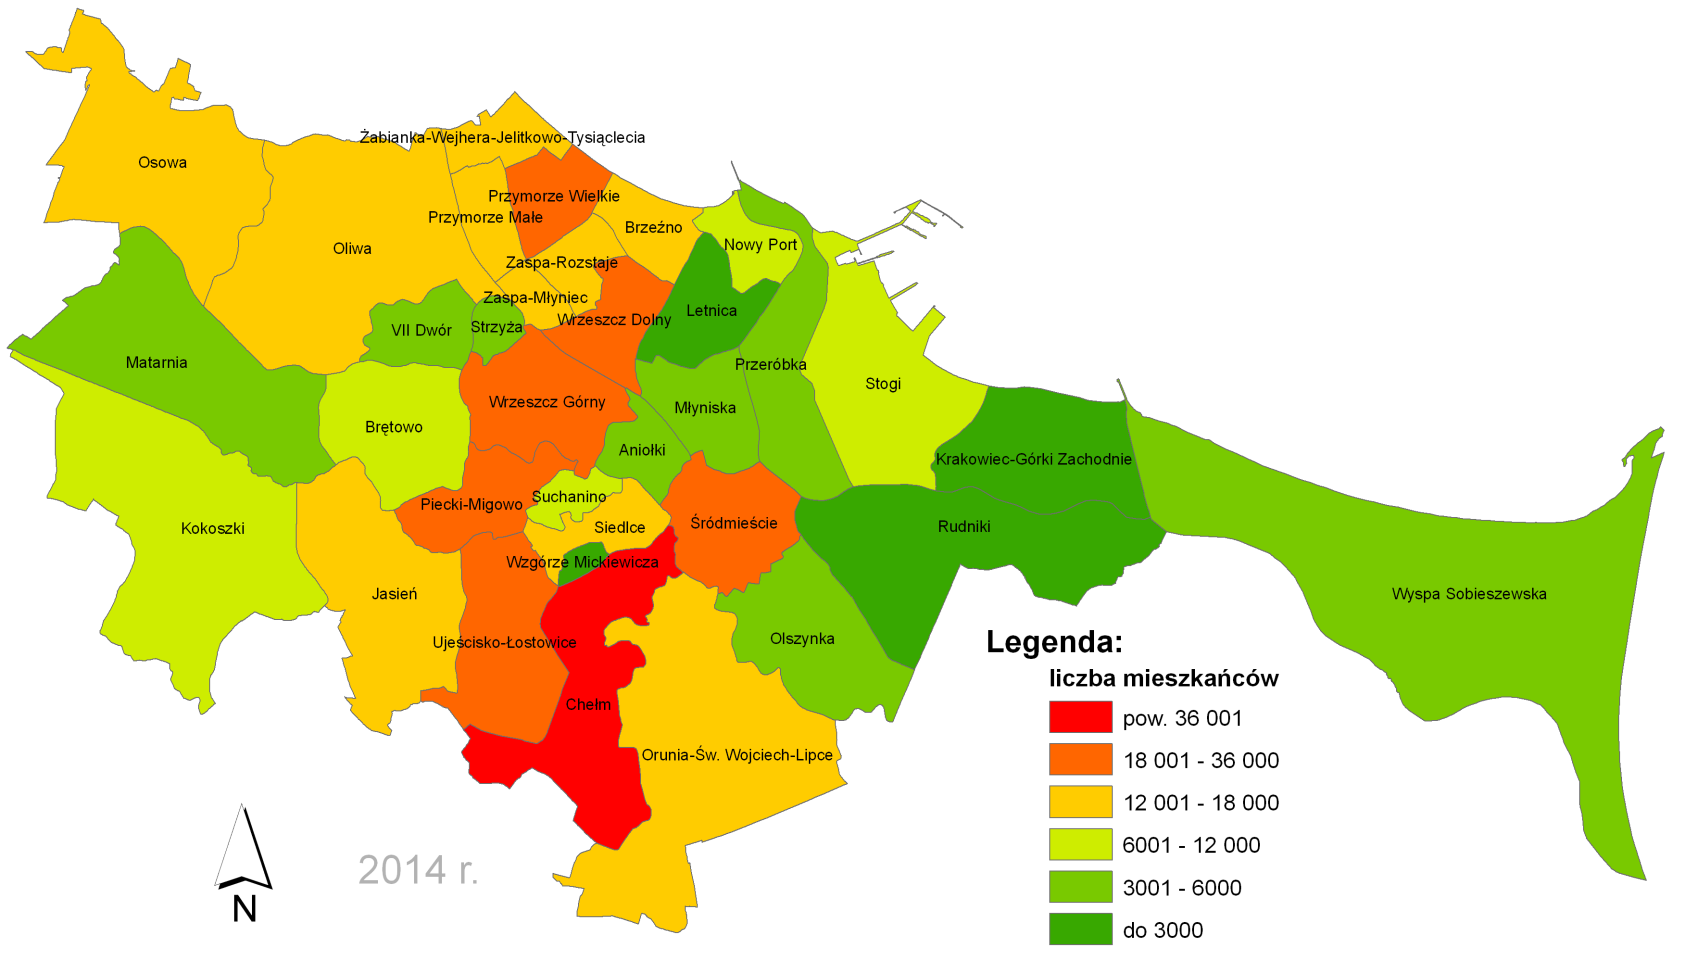 Żabianka-Wejhera-Jelitkowo-Tysiąclecia
Osowa
Przymorze Wielkie
Przymorze Małe
Brzeźno
Oliwa
Nowy Port
Zaspa-Rozstaje
Zaspa-Młyniec
Letnica
Wrzeszcz Dolny
VII Dwór
Strzyża
Matarnia
Przeróbka
Stogi
Wrzeszcz Górny
Młyniska
Brętowo
Aniołki
Krakowiec-Górki Zachodnie
Suchanino
Piecki-Migowo
Śródmieście
Siedlce
Rudniki
Kokoszki
Wzgórze Mickiewicza
Jasień
Wyspa Sobieszewska
Olszynka
Ujeścisko-Łostowice
Chełm
Orunia-Św. Wojciech-Lipce
Legenda:
liczba mieszkańców
pow. 36 001
18 001 - 36 000
12 001 - 18 000
6001 - 12 000
3001 - 6000
do 3000
2014 r.
N